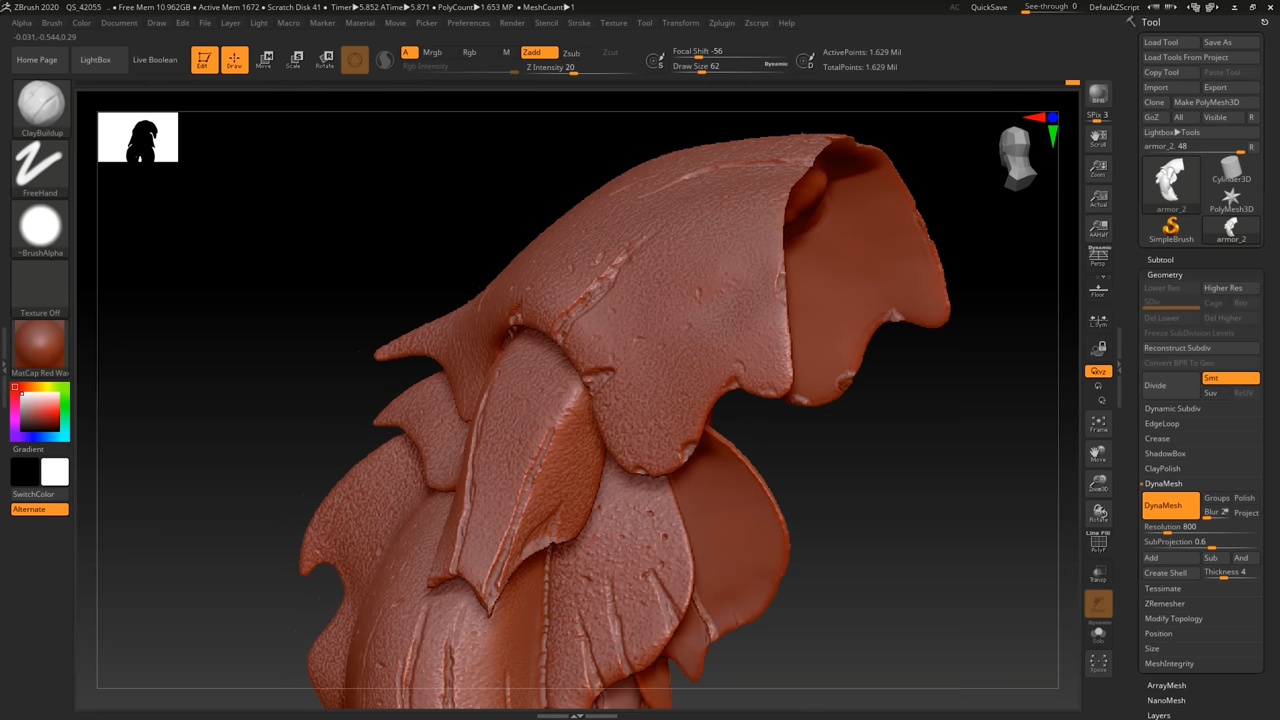 ZBrush 2020 QS_42055 .. • Free Mem 10.962GB • Active Mem 1672 • Scratch Disk 41 • Timer▶5.852 ATime▶5.871 • PolyCount▶1.653 MP • MeshCount▶1
AC QuickSave See-through 0 DefaultZScript
Alpha Brush Color Document Draw Edit File Layer Light Macro Marker Material Movie Picker Preferences Render Stencil Stroke Texture Tool Transform Zplugin Zscript Help
-0.031,-0.544,0.29
Home Page LightBox Live Boolean Edit Draw Move Scale Rotate
A Mrgb Rgb M Zadd Zsub Zcut
Rgb Intensity Z Intensity 20
Focal Shift -56
Draw Size 62 Dynamic
ActivePoints: 1.629 Mil
TotalPoints: 1.629 Mil
S
D
ClayBuildup
FreeHand
~BrushAlpha
Texture Off
MatCap Red Wa
Gradient
SwitchColor
Alternate
BPR
SPix 3
Scroll
Zoom
Actual
AAHalf
Dynamic
Persp
Floor
L.Sym
XYZ
Frame
Move
Zoom3D
Rotate
Line Fill
PolyF
Transp
Dynamic
Solo
Xpose
Tool
Load Tool Save As
Load Tools From Project
Copy Tool Paste Tool
Import Export
Clone Make PolyMesh3D
GoZ All Visible R
Lightbox▶Tools
armor_2. 48 R
armor_2 Cylinder3D
PolyMesh3D
SimpleBrush armor_2
Subtool
Geometry
Lower Res Higher Res
SDiv Cage Rstr
Del Lower Del Higher
Freeze SubDivision Levels
Reconstruct Subdiv
Convert BPR To Geo
Divide Smt
Suv ReUV
Dynamic Subdiv
EdgeLoop
Crease
ShadowBox
ClayPolish
DynaMesh
DynaMesh Groups Polish
Blur 2 Project
Resolution 800
SubProjection 0.6
Add Sub And
Create Shell Thickness 4
Tessimate
ZRemesher
Modify Topology
Position
Size
MeshIntegrity
ArrayMesh
NanoMesh
Layers